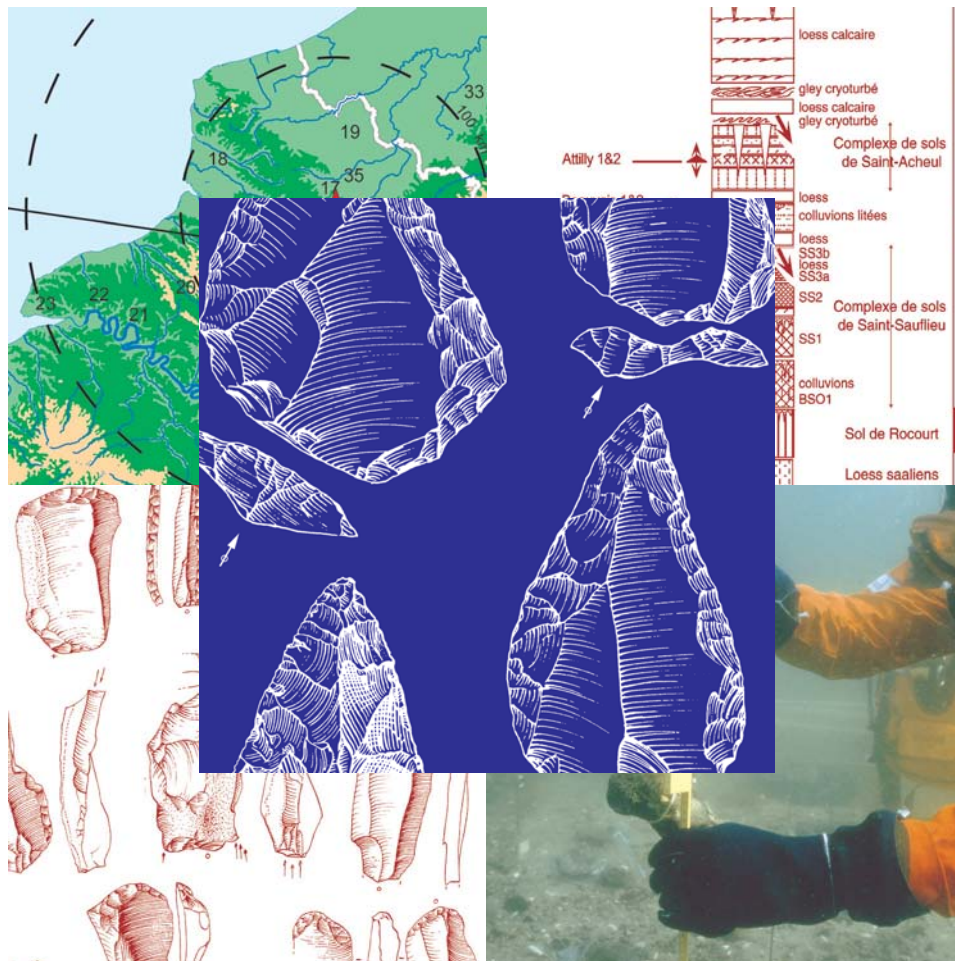 33
100 km
19
18
35
17
20
22
23
21
loess calcaire
gley cryoturbé
loess calcaire
gley cryoturbé
Complexe de sols
de Saint-Acheul
Attilly 1&2
loess
colluvions litées
loess
SS3b
loess
SS3a
SS2
Complexe de sols
de Saint-Sauflieu
SS1
colluvions
BSO1
Sol de Rocourt
Loess saaliens